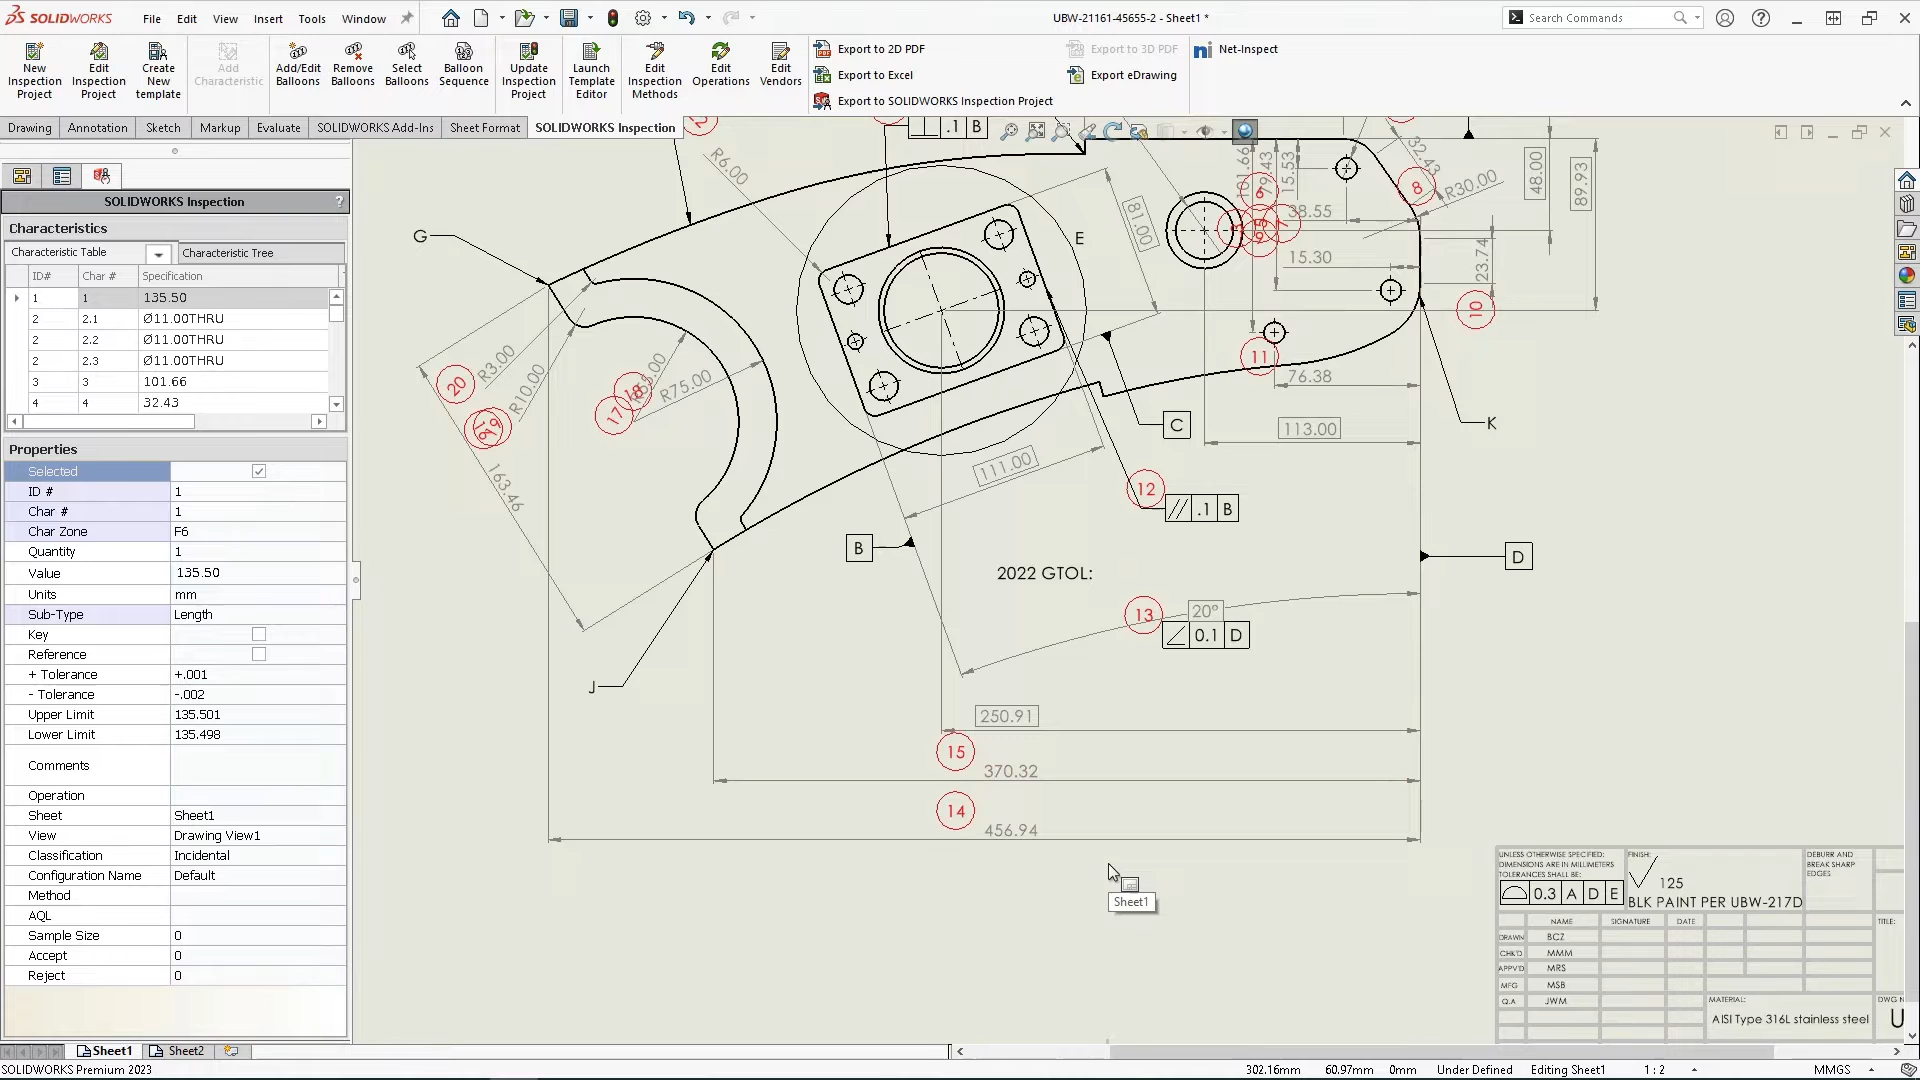 SOLIDWORKS File Edit View Insert Tools Window
UBW-21161-45655-2 - Sheet1 *
Search Commands
New Inspection Project
Edit Inspection Project
Create New template
Add Characteristic
Add/Edit Balloons
Remove Balloons
Select Balloons
Balloon Sequence
Update Inspection Project
Launch Template Editor
Edit Inspection Methods
Edit Operations
Edit Vendors
Export to 2D PDF
Export to Excel
Export to SOLIDWORKS Inspection Project
Export to 3D PDF
Export eDrawing
Net-Inspect
Drawing Annotation Sketch Markup Evaluate SOLIDWORKS Add-Ins Sheet Format SOLIDWORKS Inspection
SOLIDWORKS Inspection ?
Characteristics
Characteristic Table Characteristic Tree
ID# Char # Specification
1 1 135.50
2 2.1 Ø11.00THRU
2 2.2 Ø11.00THRU
2 2.3 Ø11.00THRU
3 3 101.66
4 4 32.43
Properties
Selected
ID # 1
Char # 1
Char Zone F6
Quantity 1
Value 135.50
Units mm
Sub-Type Length
Key
Reference
+ Tolerance +.001
- Tolerance -.002
Upper Limit 135.501
Lower Limit 135.498
Comments
Operation
Sheet Sheet1
View Drawing View1
Classification Incidental
Configuration Name Default
Method
AQL
Sample Size 0
Accept 0
Reject 0
.1 B
R6.00
101.66
79.43
15.53
32.43
8
R30.00
48.00
89.93
38.55
15.30
23.74
10
11
76.38
113.00
G
E
81.00
C
K
20
R3.00
R10.00
19
163.46
17
18
R75.00
111.00
12
// .1 B
B
D
2022 GTOL:
13
20°
∠ 0.1 D
J
250.91
15
370.32
14
456.94
Sheet1
UNLESS OTHERWISE SPECIFIED:
DIMENSIONS ARE IN MILLIMETERS
TOLERANCES SHALL BE:
0.3 A D E
FINISH:
125
BLK PAINT PER UBW-217D
DEBURR AND
BREAK SHARP
EDGES
NAME SIGNATURE DATE
TITLE:
DRAWN BCZ
CHK'D MMM
APPV'D MRS
MFG MSB
Q.A JWM
MATERIAL:
AISI Type 316L stainless steel
DWG N
U
Sheet1 Sheet2
SOLIDWORKS Premium 2023
302.16mm 60.97mm 0mm Under Defined Editing Sheet1 1 : 2 MMGS